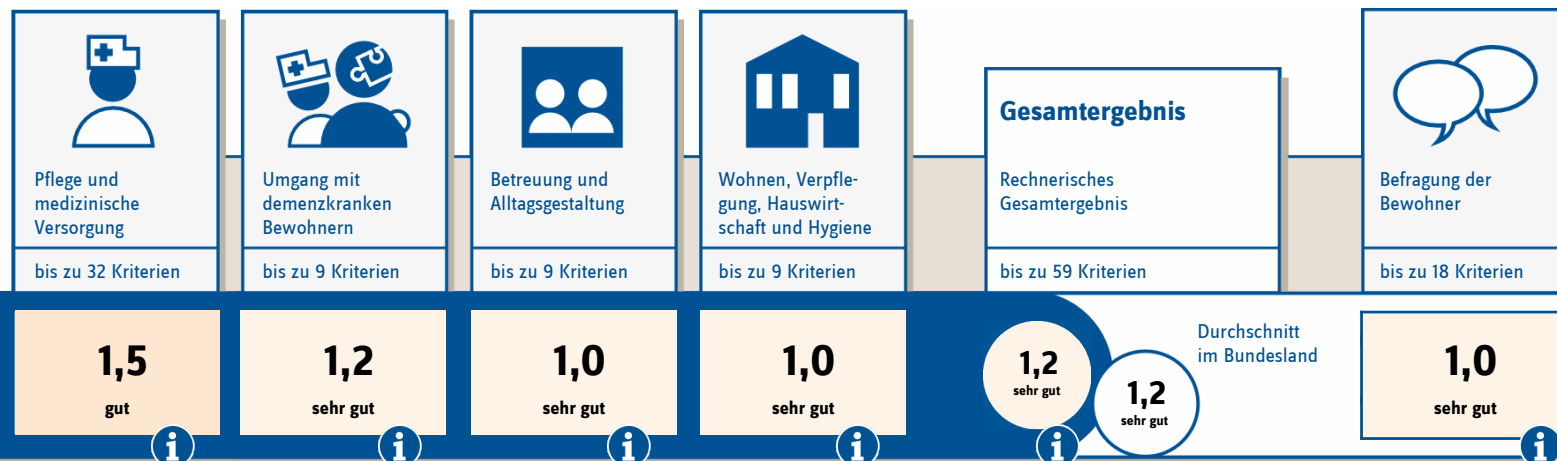 Pflege und
medizinische
Versorgung
bis zu 32 Kriterien
1,5
gut
i
Umgang mit
demenzkranken
Bewohnern
bis zu 9 Kriterien
1,2
sehr gut
i
Betreuung und
Alltagsgestaltung
bis zu 9 Kriterien
1,0
sehr gut
i
Wohnen, Verpfle-
gung, Hauswirt-
schaft und Hygiene
bis zu 9 Kriterien
1,0
sehr gut
i
Gesamtergebnis
Rechnerisches
Gesamtergebnis
bis zu 59 Kriterien
1,2
sehr gut
i
1,2
sehr gut
Durchschnitt
im Bundesland
Befragung der
Bewohner
bis zu 18 Kriterien
1,0
sehr gut
i